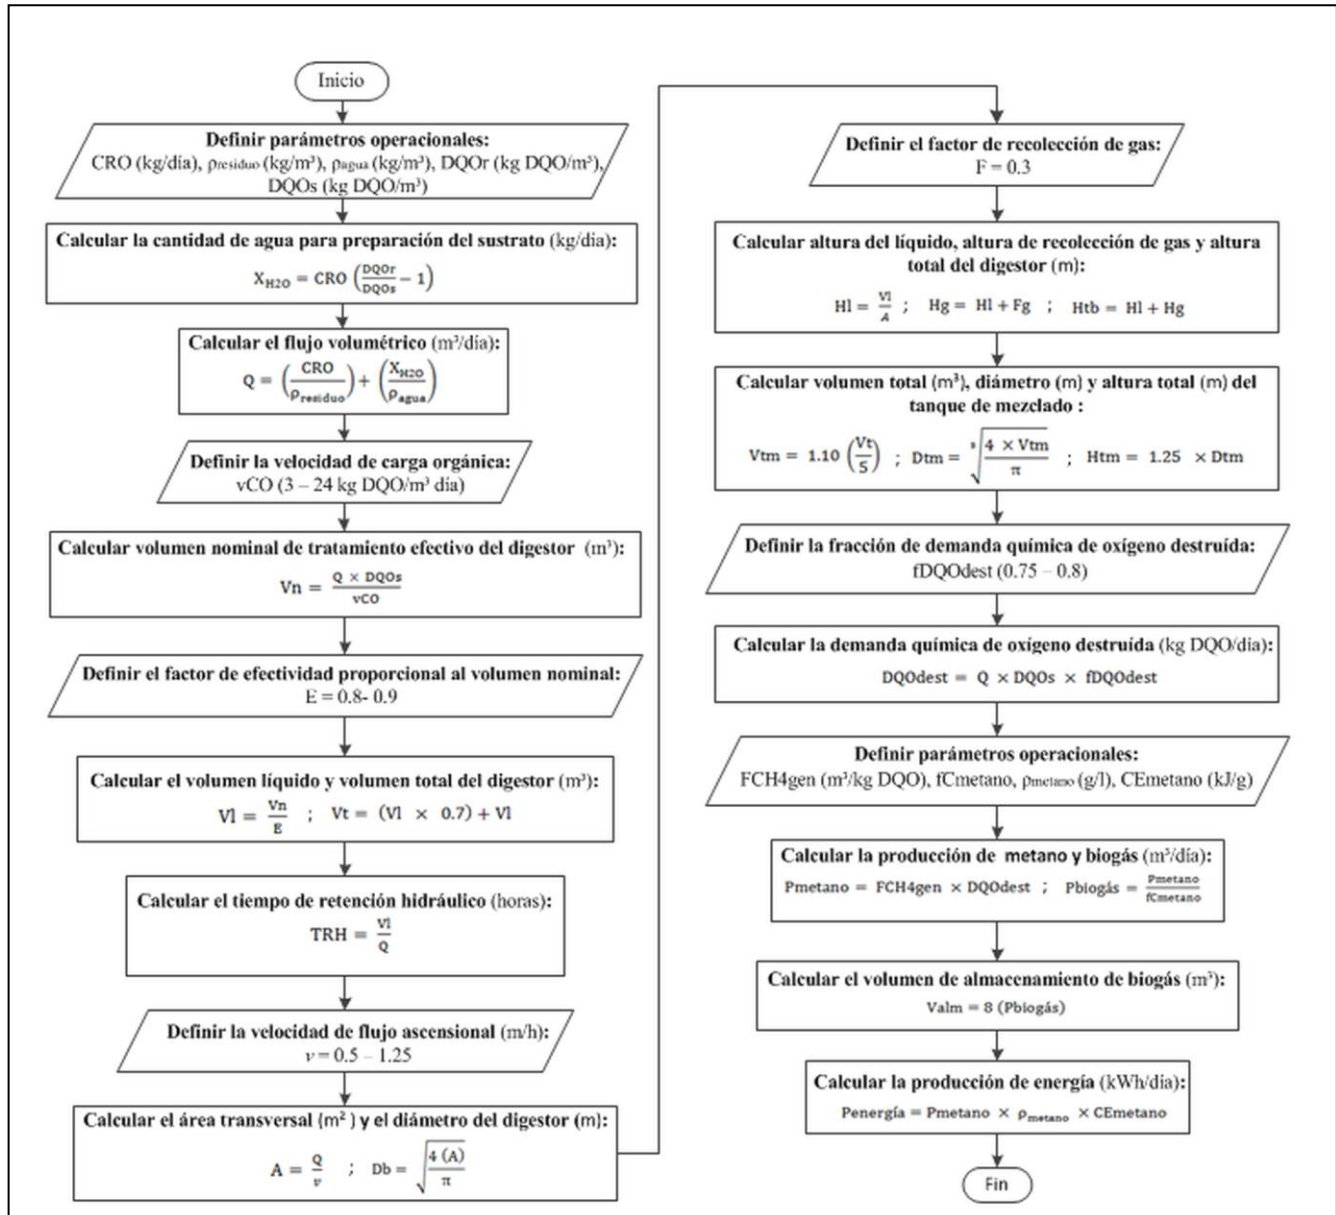 Inicio
Definir parámetros operacionales:
CRO (kg/día), ρresiduo (kg/m³), ρagua (kg/m³), DQOr (kg DQO/m³),
DQOs (kg DQO/m³)
Calcular la cantidad de agua para preparación del sustrato (kg/día):
X_H2O = CRO (DQOr/DQOs − 1)
Calcular el flujo volumétrico (m³/día):
Q = (CRO/ρresiduo) + (X_H2O/ρagua)
Definir la velocidad de carga orgánica:
vCO (3 – 24 kg DQO/m³ día)
Calcular volumen nominal de tratamiento efectivo del digestor (m³):
Vn = Q × DQOs/vCO
Definir el factor de efectividad proporcional al volumen nominal:
E = 0.8- 0.9
Calcular el volumen líquido y volumen total del digestor (m³):
Vl = Vn/E ; Vt = (Vl × 0.7) + Vl
Calcular el tiempo de retención hidráulico (horas):
TRH = Vl/Q
Definir la velocidad de flujo ascensional (m/h):
v = 0.5 – 1.25
Calcular el área transversal (m²) y el diámetro del digestor (m):
A = Q/v ; Db = √(4 (A)/π)
Definir el factor de recolección de gas:
F = 0.3
Calcular altura del líquido, altura de recolección de gas y altura
total del digestor (m):
Hl = Vl/A ; Hg = Hl + Fg ; Htb = Hl + Hg
Calcular volumen total (m³), diámetro (m) y altura total (m) del
tanque de mezclado :
Vtm = 1.10 (Vt/5) ; Dtm = ³√(4 × Vtm/π) ; Htm = 1.25 × Dtm
Definir la fracción de demanda química de oxígeno destruída:
fDQOdest (0.75 – 0.8)
Calcular la demanda química de oxígeno destruída (kg DQO/día):
DQOdest = Q × DQOs × fDQOdest
Definir parámetros operacionales:
FCH4gen (m³/kg DQO), fCmetano, ρmetano (g/l), CEmetano (kJ/g)
Calcular la producción de metano y biogás (m³/día):
Pmetano = FCH4gen × DQOdest ; Pbiogás = Pmetano/fCmetano
Calcular el volumen de almacenamiento de biogás (m³):
Valm = 8 (Pbiogás)
Calcular la producción de energía (kWh/día):
Penergía = Pmetano × ρmetano × CEmetano
Fin